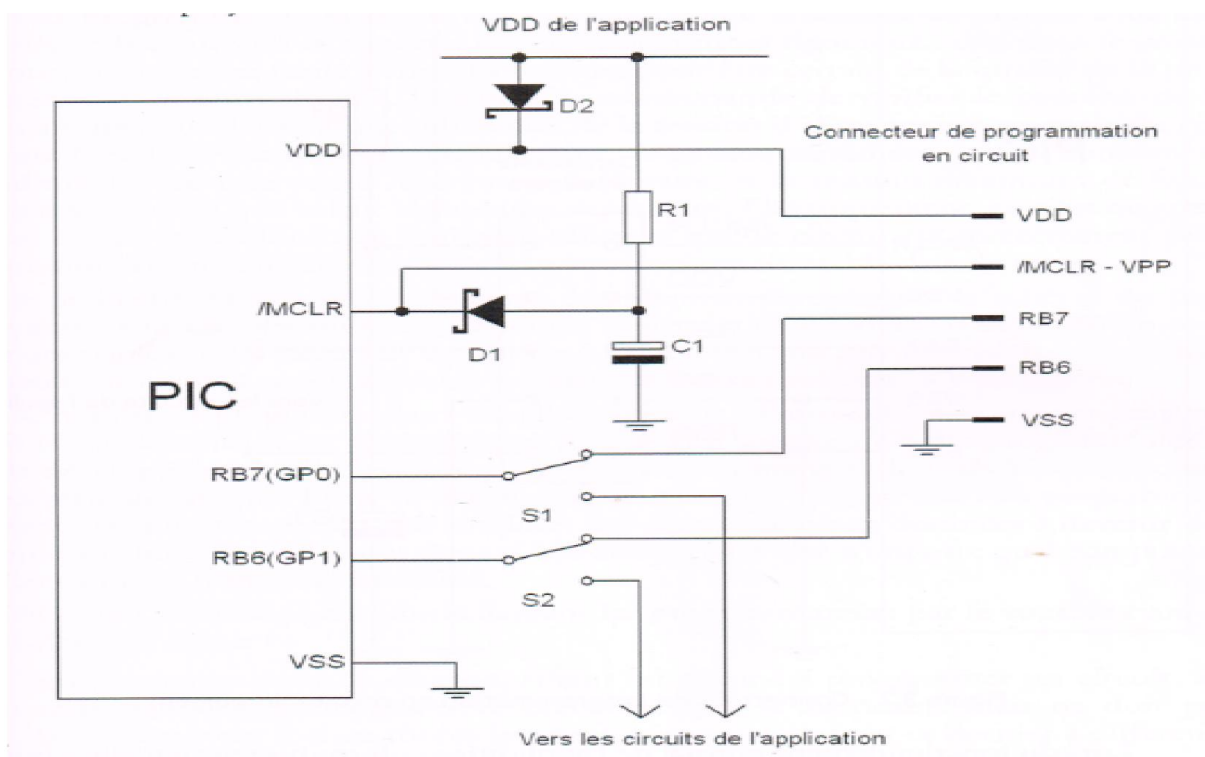 VDD de l'application
D2
VDD
Connecteur de programmation
en circuit
R1
VDD
/MCLR - VPP
/MCLR
D1
C1
RB7
RB6
PIC
VSS
RB7(GP0)
S1
RB6(GP1)
S2
VSS
Vers les circuits de l'application